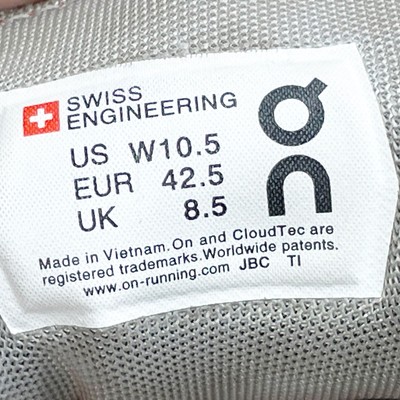 SWISS
ENGINEERING
US W10.5
EUR 42.5
UK 8.5
On
Made in Vietnam. On and CloudTec are
registered trademarks. Worldwide patents.
www.on-running.com JBC TI